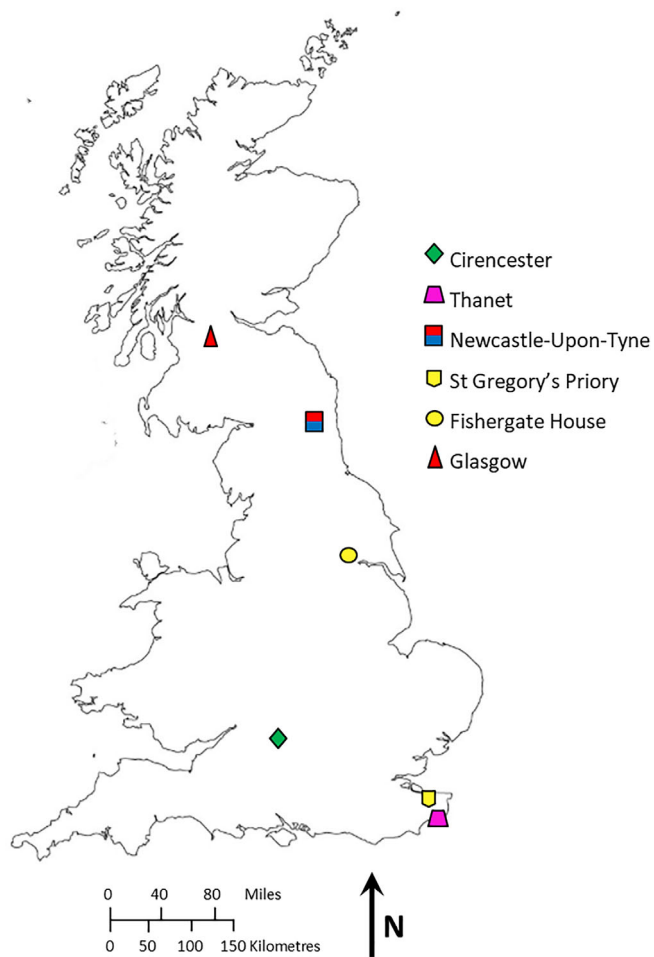 Cirencester
Thanet
Newcastle-Upon-Tyne
St Gregory's Priory
Fishergate House
Glasgow
0 40 80 Miles
0 50 100 150 Kilometres
N